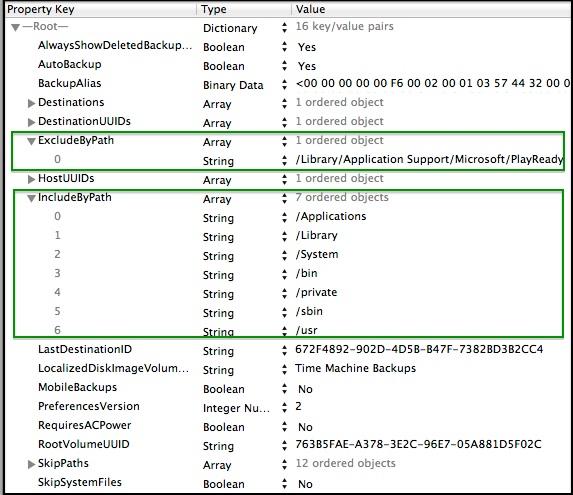 Property Key Type Value
—Root— Dictionary 16 key/value pairs
AlwaysShowDeletedBackup... Boolean Yes
AutoBackup Boolean Yes
BackupAlias Binary Data <00 00 00 00 00 F6 00 02 00 01 03 57 44 32 00 0
Destinations Array 1 ordered object
DestinationUUIDs Array 1 ordered object
ExcludeByPath Array 1 ordered object
0 String /Library/Application Support/Microsoft/PlayReady
HostUUIDs Array 1 ordered object
IncludeByPath Array 7 ordered objects
0 String /Applications
1 String /Library
2 String /System
3 String /bin
4 String /private
5 String /sbin
6 String /usr
LastDestinationID String 672F4892-902D-4D5B-B47F-7382BD3B2CC4
LocalizedDiskImageVolum... String Time Machine Backups
MobileBackups Boolean No
PreferencesVersion Integer Nu... 2
RequiresACPower Boolean No
RootVolumeUUID String 763B5FAE-A378-3E2C-96E7-05A881D5F02C
SkipPaths Array 12 ordered objects
SkipSystemFiles Boolean No